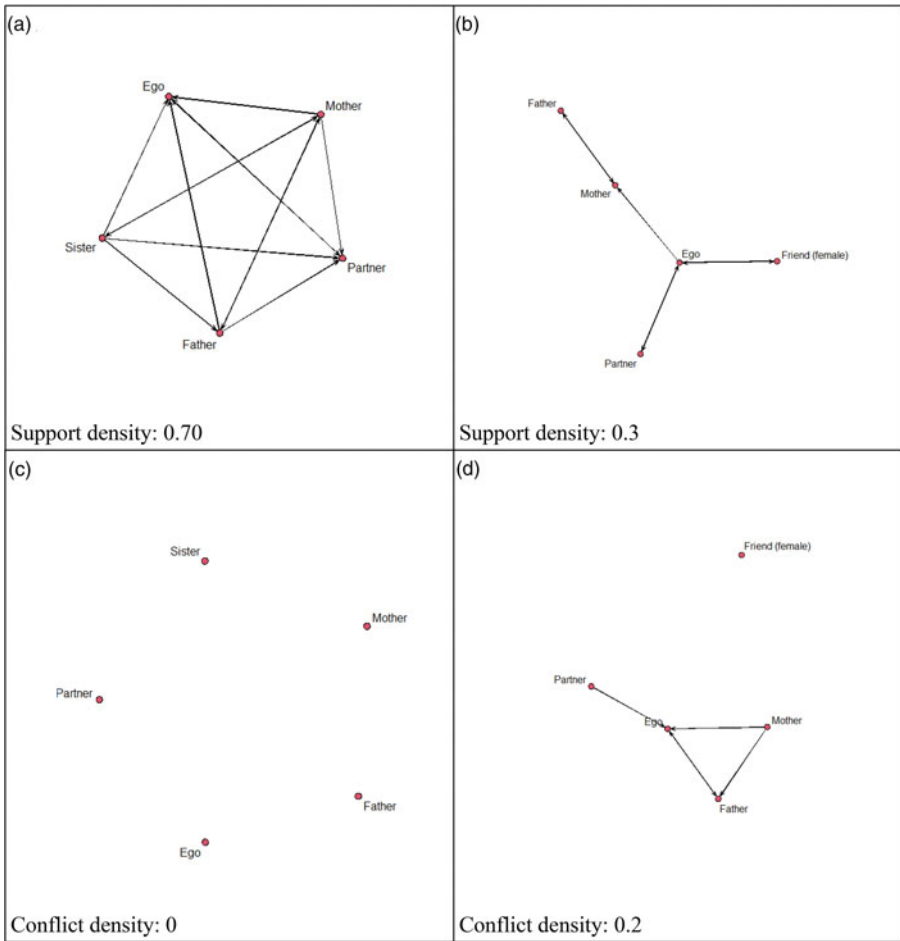 (a)
Ego
Mother
Sister
Partner
Father
Support density: 0.70
(b)
Father
Mother
Ego
Friend (female)
Partner
Support density: 0.3
(c)
Sister
Mother
Partner
Father
Ego
Conflict density: 0
(d)
Friend (female)
Partner
Ego
Mother
Father
Conflict density: 0.2